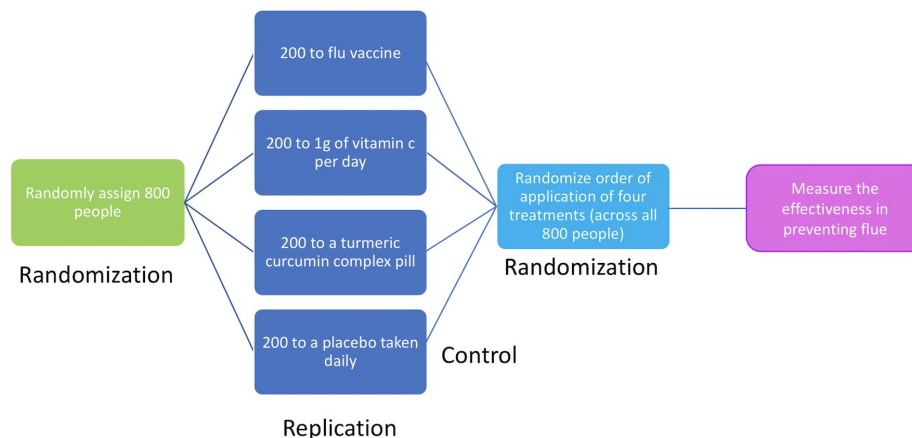 200 to flu vaccine
200 to 1g of vitamin c
per day
Randomly assign 800
people
Randomization
200 to a turmeric
curcumin complex pill
200 to a placebo taken
daily
Control
Replication
Randomize order of
application of four
treatments (across all
800 people)
Randomization
Measure the
effectiveness in
preventing flue